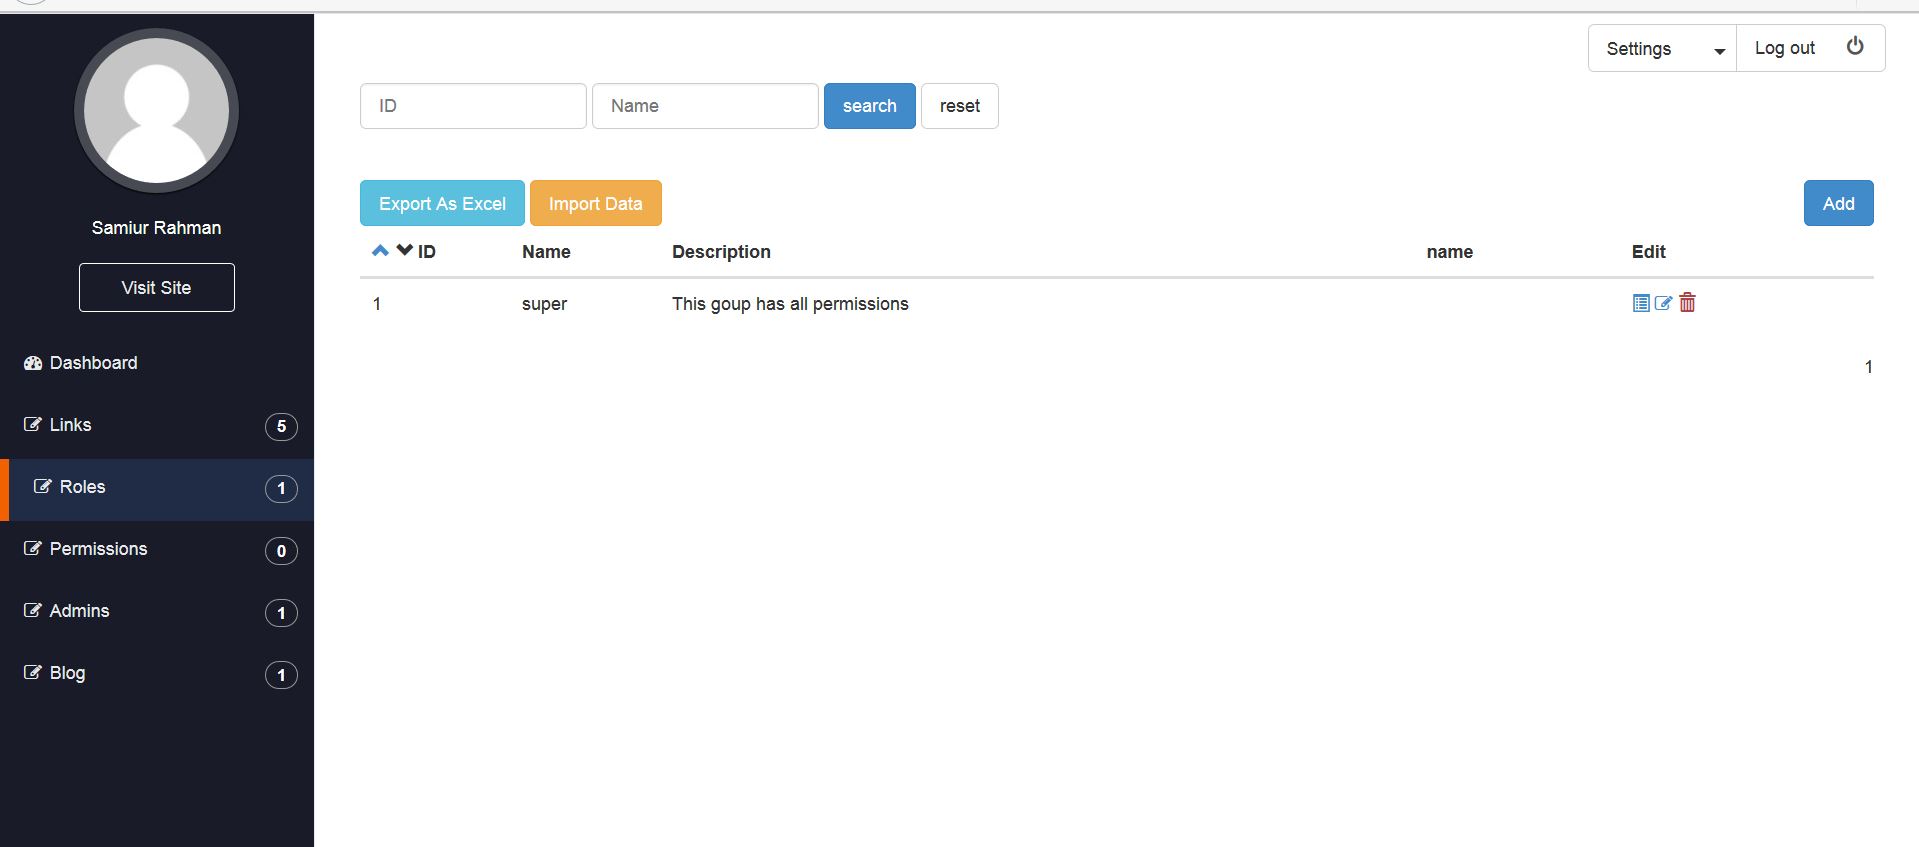 Settings Log out
ID Name search reset
Samiur Rahman
Visit Site
Dashboard
Links 5
Roles 1
Permissions 0
Admins 1
Blog 1
Export As Excel Import Data Add
ID Name Description name Edit
1 super This goup has all permissions
1